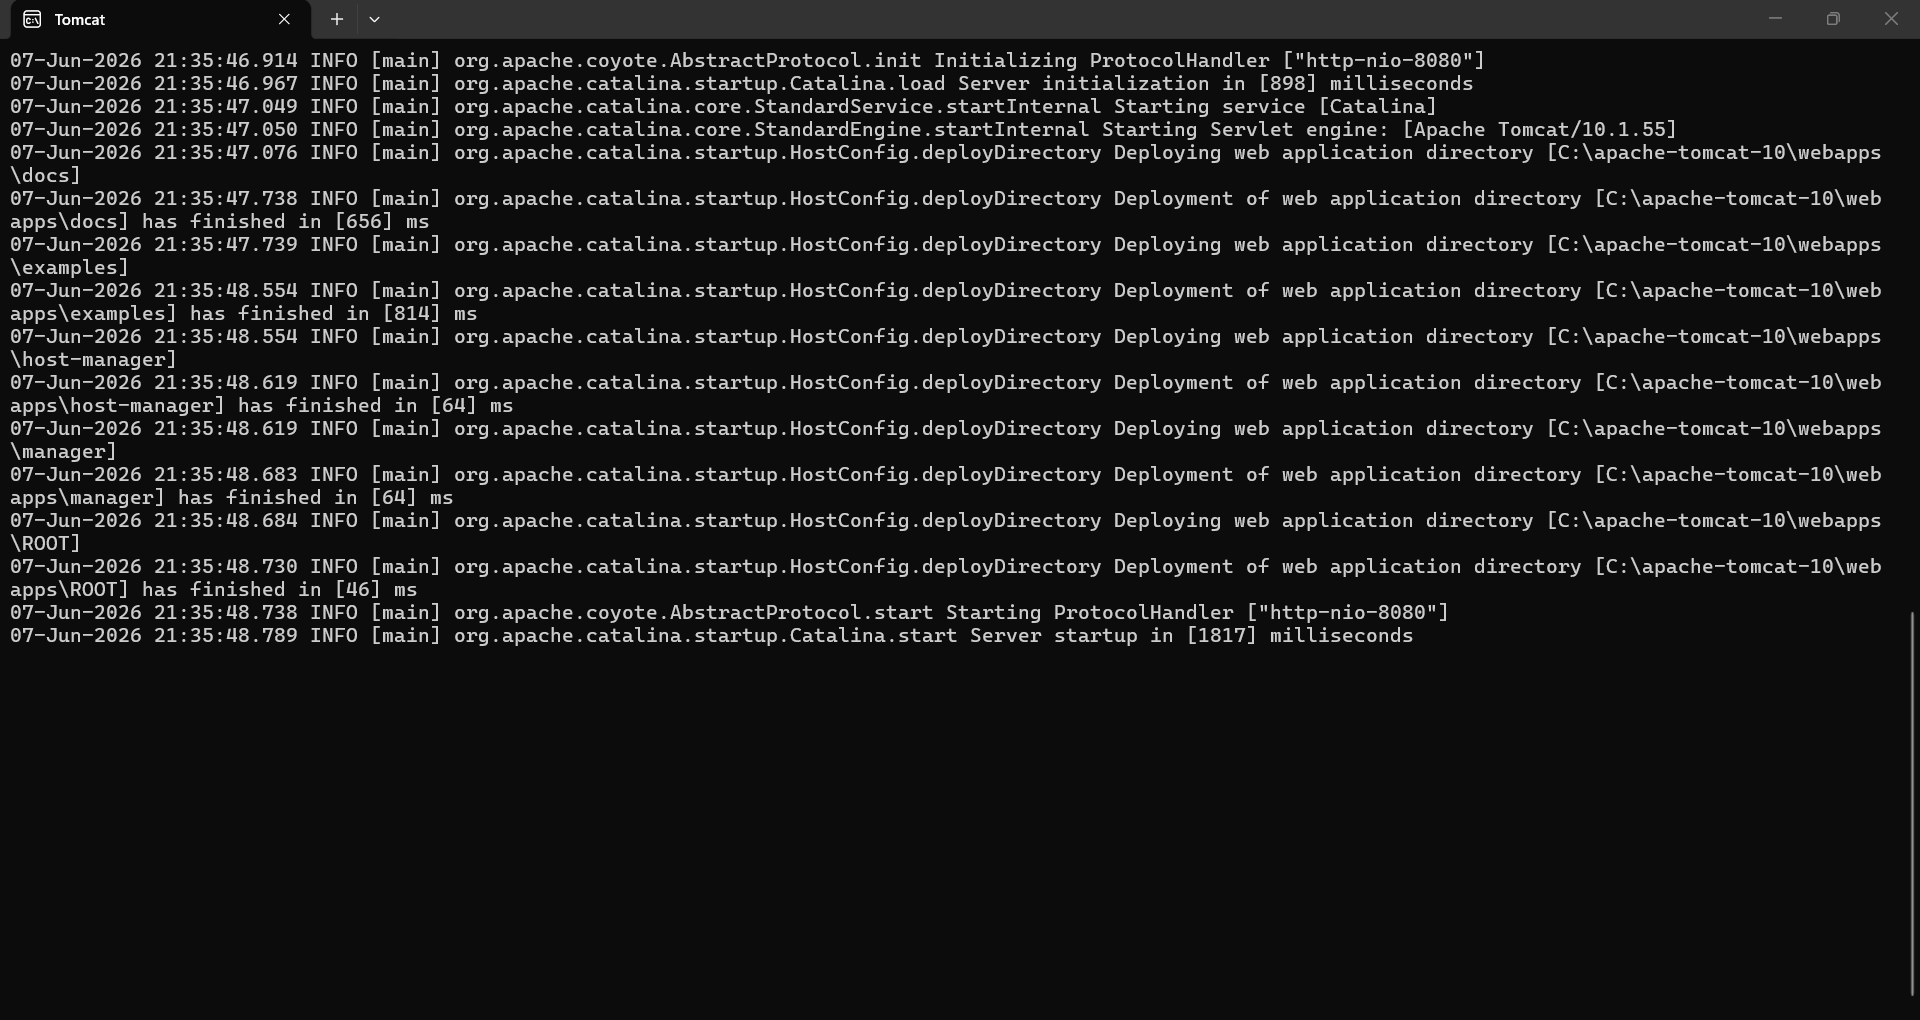 Tomcat
07-Jun-2026 21:35:46.914 INFO [main] org.apache.coyote.AbstractProtocol.init Initializing ProtocolHandler ["http-nio-8080"]
07-Jun-2026 21:35:46.967 INFO [main] org.apache.catalina.startup.Catalina.load Server initialization in [898] milliseconds
07-Jun-2026 21:35:47.049 INFO [main] org.apache.catalina.core.StandardService.startInternal Starting service [Catalina]
07-Jun-2026 21:35:47.050 INFO [main] org.apache.catalina.core.StandardEngine.startInternal Starting Servlet engine: [Apache Tomcat/10.1.55]
07-Jun-2026 21:35:47.076 INFO [main] org.apache.catalina.startup.HostConfig.deployDirectory Deploying web application directory [C:\apache-tomcat-10\webapps
\docs]
07-Jun-2026 21:35:47.738 INFO [main] org.apache.catalina.startup.HostConfig.deployDirectory Deployment of web application directory [C:\apache-tomcat-10\web
apps\docs] has finished in [656] ms
07-Jun-2026 21:35:47.739 INFO [main] org.apache.catalina.startup.HostConfig.deployDirectory Deploying web application directory [C:\apache-tomcat-10\webapps
\examples]
07-Jun-2026 21:35:48.554 INFO [main] org.apache.catalina.startup.HostConfig.deployDirectory Deployment of web application directory [C:\apache-tomcat-10\web
apps\examples] has finished in [814] ms
07-Jun-2026 21:35:48.554 INFO [main] org.apache.catalina.startup.HostConfig.deployDirectory Deploying web application directory [C:\apache-tomcat-10\webapps
\host-manager]
07-Jun-2026 21:35:48.619 INFO [main] org.apache.catalina.startup.HostConfig.deployDirectory Deployment of web application directory [C:\apache-tomcat-10\web
apps\host-manager] has finished in [64] ms
07-Jun-2026 21:35:48.619 INFO [main] org.apache.catalina.startup.HostConfig.deployDirectory Deploying web application directory [C:\apache-tomcat-10\webapps
\manager]
07-Jun-2026 21:35:48.683 INFO [main] org.apache.catalina.startup.HostConfig.deployDirectory Deployment of web application directory [C:\apache-tomcat-10\web
apps\manager] has finished in [64] ms
07-Jun-2026 21:35:48.684 INFO [main] org.apache.catalina.startup.HostConfig.deployDirectory Deploying web application directory [C:\apache-tomcat-10\webapps
\ROOT]
07-Jun-2026 21:35:48.730 INFO [main] org.apache.catalina.startup.HostConfig.deployDirectory Deployment of web application directory [C:\apache-tomcat-10\web
apps\ROOT] has finished in [46] ms
07-Jun-2026 21:35:48.738 INFO [main] org.apache.coyote.AbstractProtocol.start Starting ProtocolHandler ["http-nio-8080"]
07-Jun-2026 21:35:48.789 INFO [main] org.apache.catalina.startup.Catalina.start Server startup in [1817] milliseconds